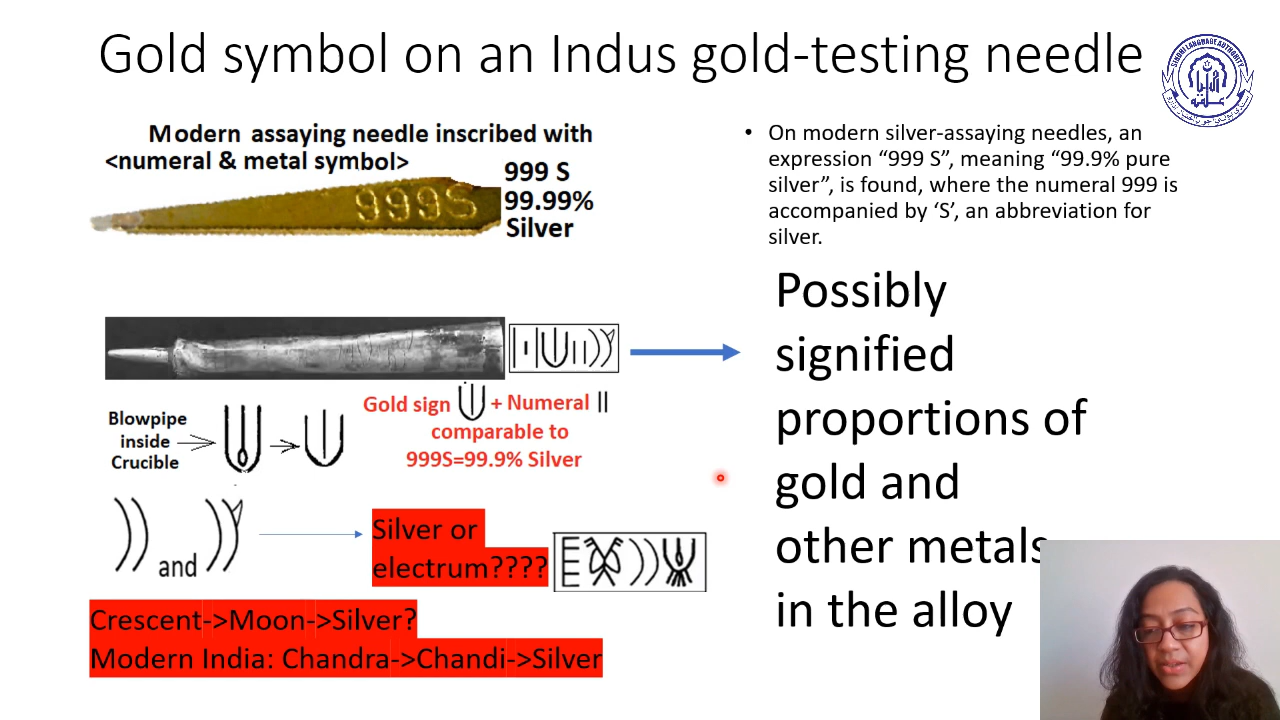 Gold symbol on an Indus gold-testing needle
SINDHI LANGUAGE AUTHORITY
Modern assaying needle inscribed with
<numeral & metal symbol>
999 S
99.99%
Silver
999S
• On modern silver-assaying needles, an
expression “999 S”, meaning “99.9% pure
silver”, is found, where the numeral 999 is
accompanied by ‘S’, an abbreviation for
silver.
Possibly
signified
proportions of
gold and
other metals
in the alloy
Gold sign + Numeral ||
comparable to
999S=99.9% Silver
Blowpipe
inside
Crucible
and
Silver or
electrum????
Crescent->Moon->Silver?
Modern India: Chandra->Chandi->Silver